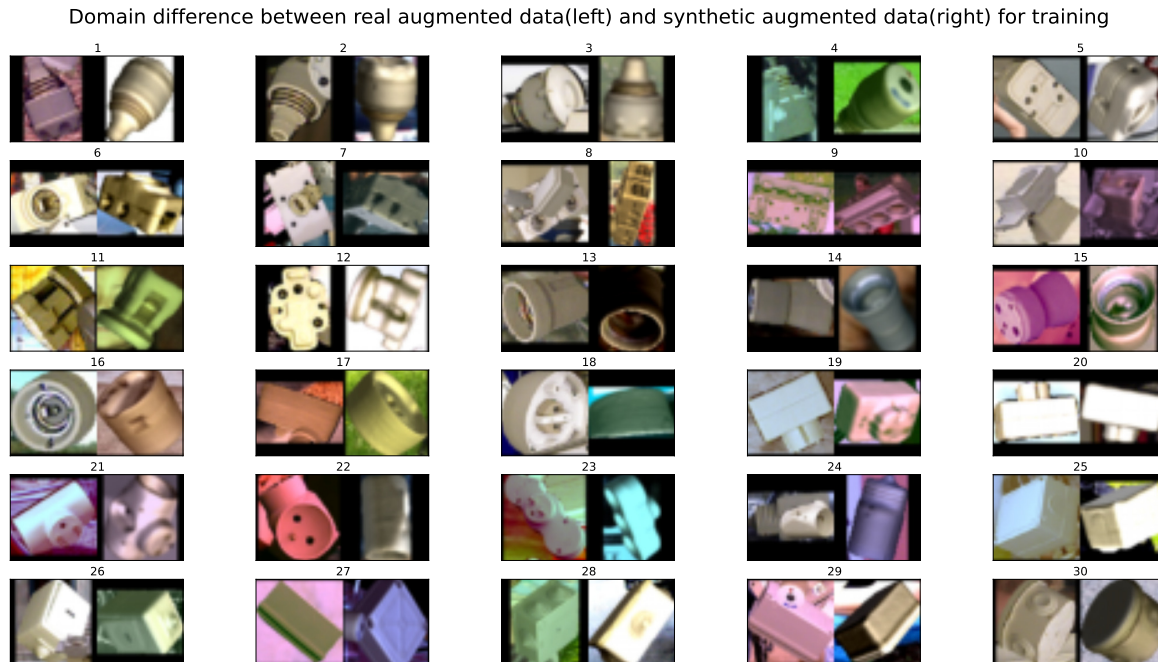 Domain difference between real augmented data(left) and synthetic augmented data(right) for training
1 2 3 4 5
6 7 8 9 10
11 12 13 14 15
16 17 18 19 20
21 22 23 24 25
26 27 28 29 30